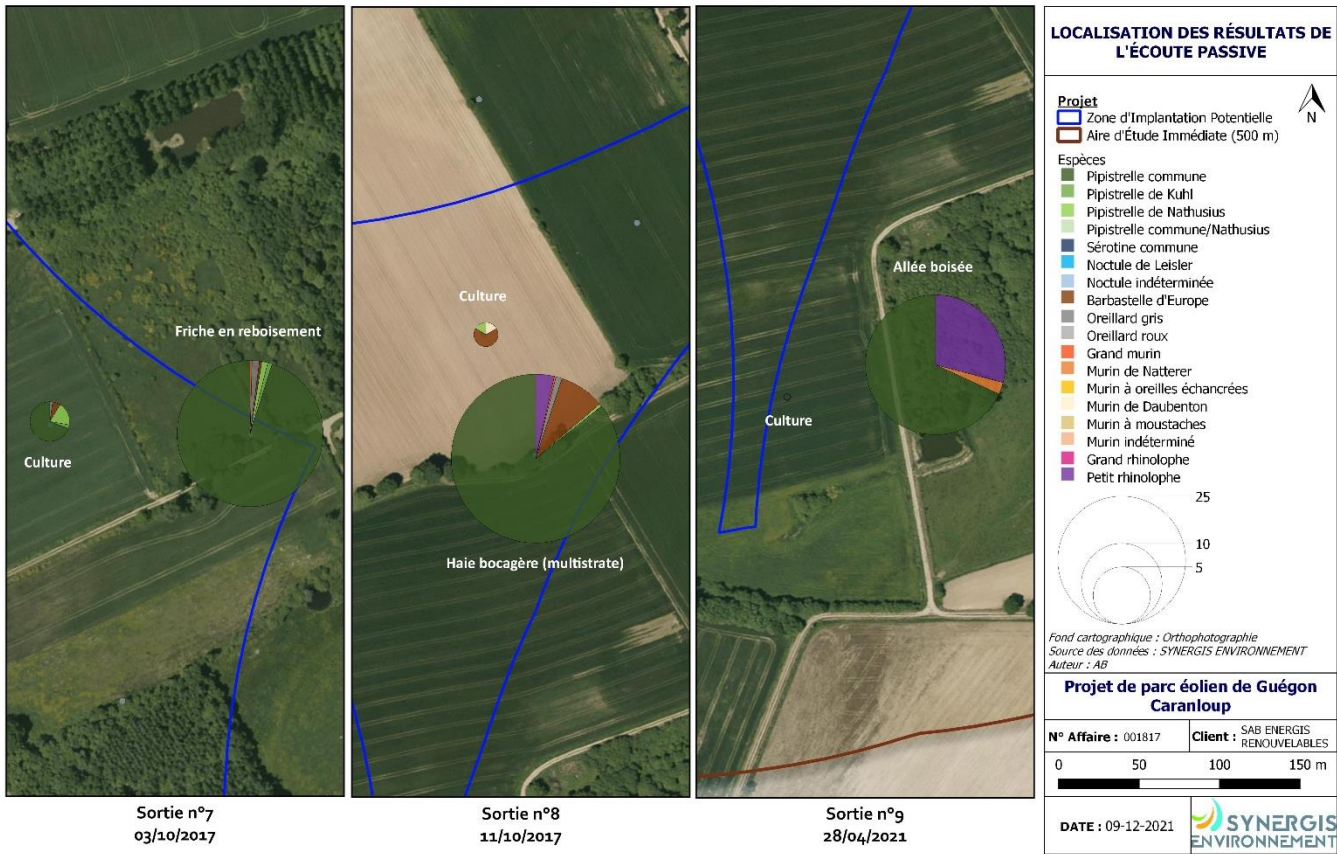 Friche en reboisement
Culture
Sortie n°7
03/10/2017
Culture
Haie bocagère (multistrate)
Sortie n°8
11/10/2017
Allée boisée
Culture
Sortie n°9
28/04/2021
LOCALISATION DES RÉSULTATS DE
L'ÉCOUTE PASSIVE
Projet
Zone d'Implantation Potentielle
Aire d'Étude Immédiate (500 m)
N
Espèces
Pipistrelle commune
Pipistrelle de Kuhl
Pipistrelle de Nathusius
Pipistrelle commune/Nathusius
Sérotine commune
Noctule de Leisler
Noctule indéterminée
Barbastelle d'Europe
Oreillard gris
Oreillard roux
Grand murin
Murin de Natterer
Murin à oreilles échancrées
Murin de Daubenton
Murin à moustaches
Murin indéterminé
Grand rhinolophe
Petit rhinolophe
25
10
5
Fond cartographique : Orthophotographie
Source des données : SYNERGIS ENVIRONNEMENT
Auteur : AB
Projet de parc éolien de Guégon
Caranloup
N° Affaire : 001817
Client : SAB ENERGIS
RENOUVELABLES
0 50 100 150 m
DATE : 09-12-2021
SYNERGIS
ENVIRONNEMENT